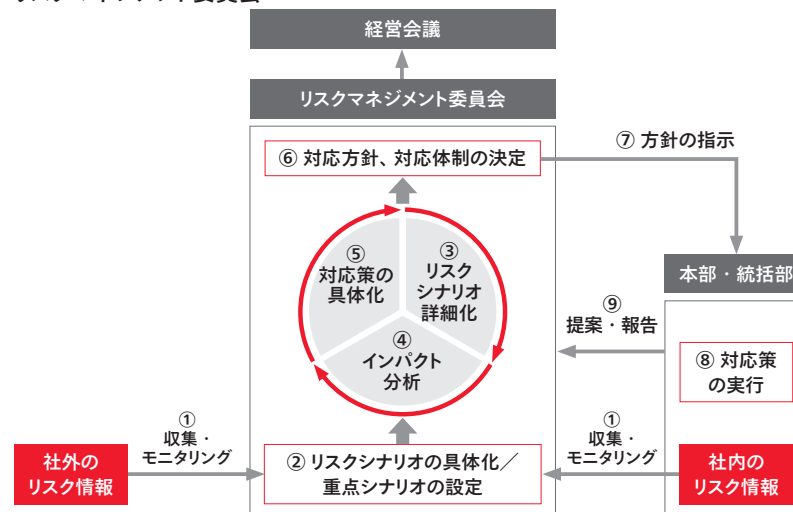 経営会議
リスクマネジメント委員会
⑥ 対応方針、対応体制の決定
⑦ 方針の指示
本部・統括部
⑤
対応策の
具体化
③
リスク
シナリオ
詳細化
④
インパクト
分析
⑨
提案・報告
⑧ 対応策
の実行
①
収集・
モニタリング
社外の
リスク情報
② リスクシナリオの具体化／
重点シナリオの設定
①
収集・
モニタリング
社内の
リスク情報